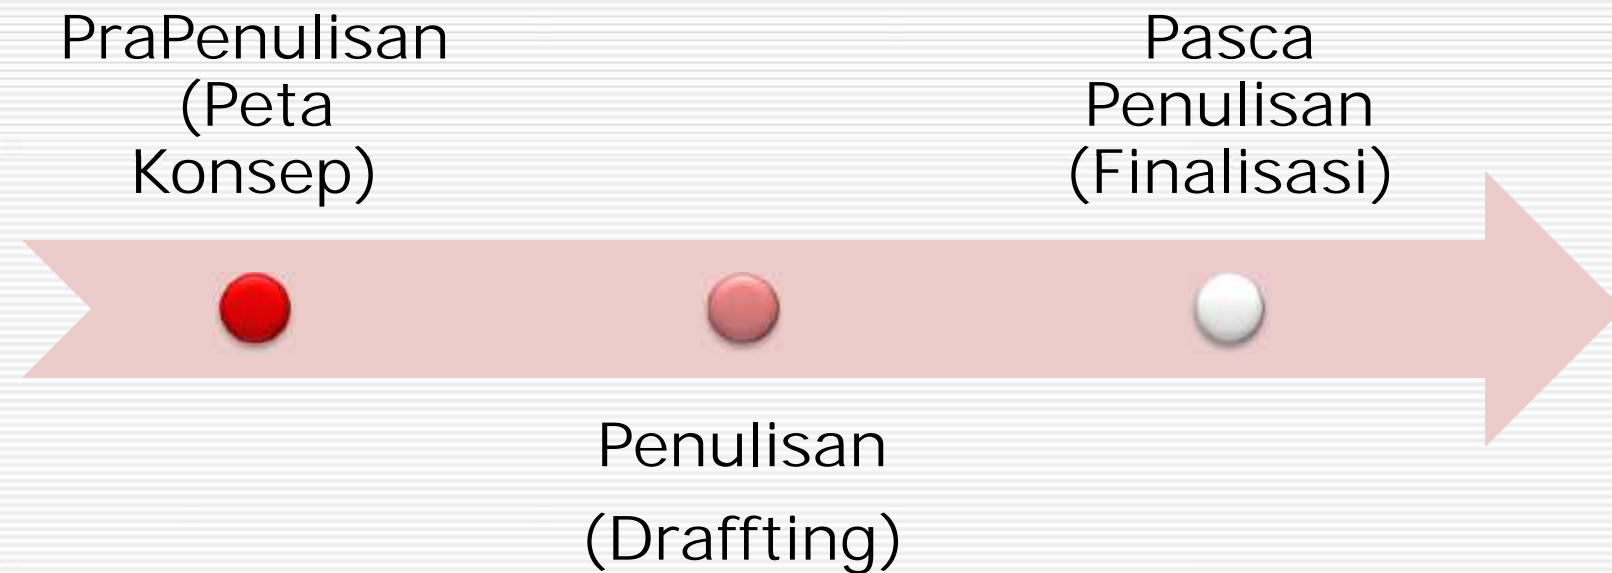 PraPenulisan
(Peta
Konsep)
Penulisan
(Draffting)
Pasca
Penulisan
(Finalisasi)